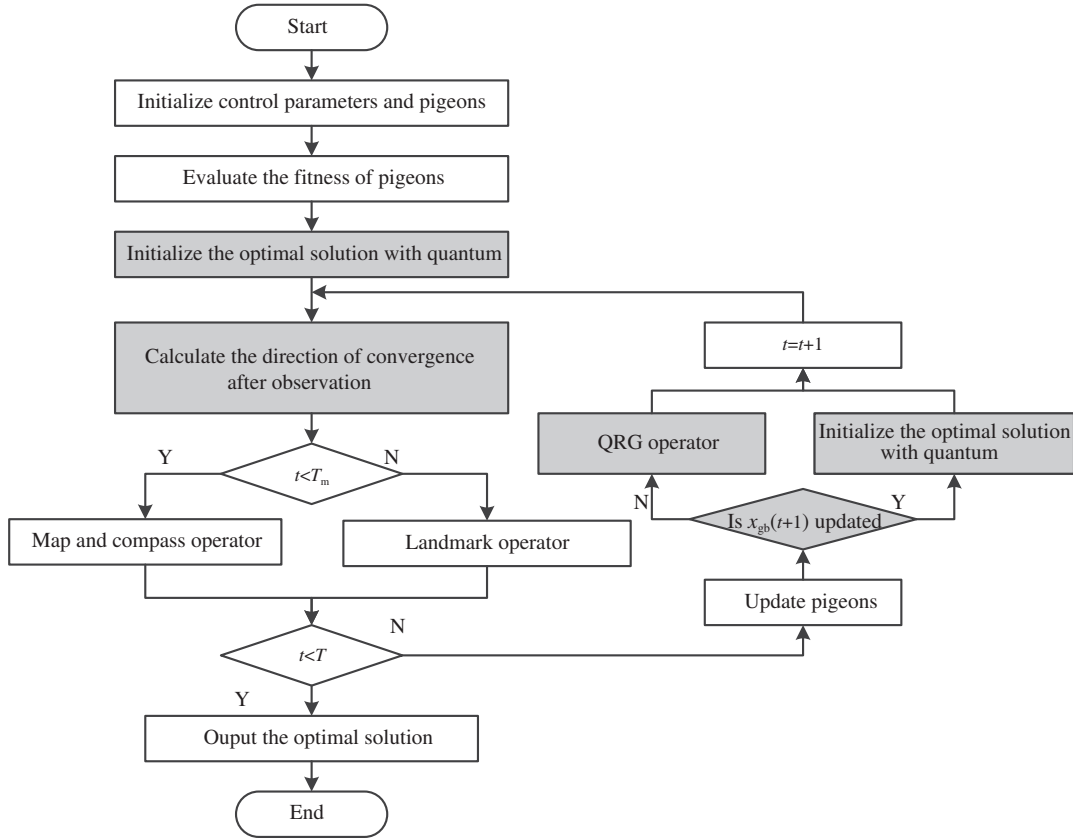 Start
Initialize control parameters and pigeons
Evaluate the fitness of pigeons
Initialize the optimal solution with quantum
Calculate the direction of convergence
after observation
t=t+1
QRG operator
Initialize the optimal solution
with quantum
Y
N
t<Tm
N
Y
Is xgb(t+1) updated
Map and compass operator
Landmark operator
Update pigeons
N
t<T
Y
Ouput the optimal solution
End